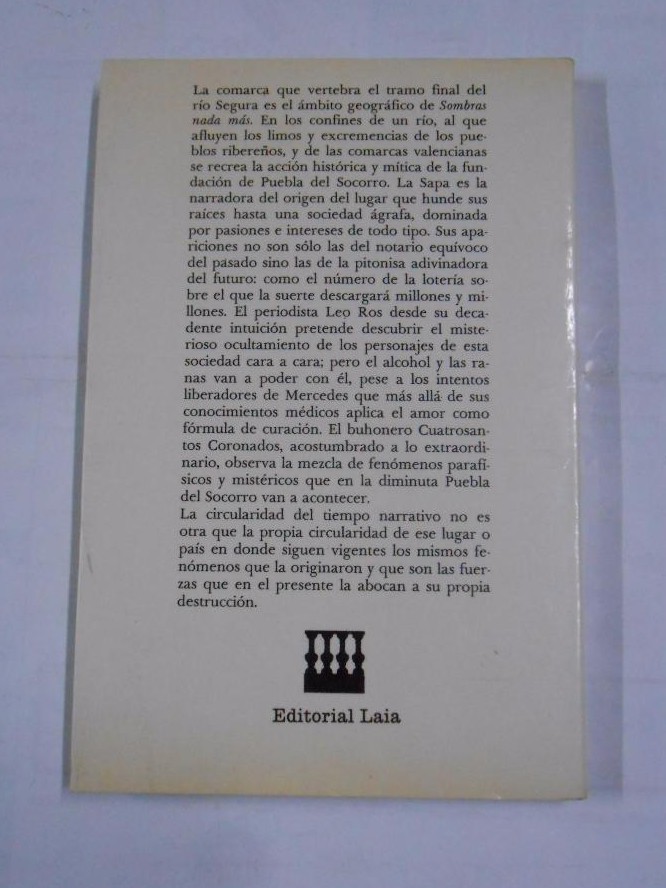 La comarca que vertebra el tramo final del
río Segura es el ámbito geográfico de Sombras
nada más. En los confines de un río, al que
afluyen los limos y excremencias de los pue-
blos ribereños, y de las comarcas valencianas
se recrea la acción histórica y mítica de la fun-
dación de Puebla del Socorro. La Sapa es la
narradora del origen del lugar que hunde sus
raíces hasta una sociedad ágrafa, dominada
por pasiones e intereses de todo tipo. Sus apa-
riciones no son sólo las del notario equívoco
del pasado sino las de la pitonisa adivinadora
del futuro: como el número de la lotería so-
bre el que la suerte descargará millones y mi-
llones. El periodista Leo Ros desde su deca-
dente intuición pretende descubrir el miste-
rioso ocultamiento de los personajes de esta
sociedad cara a cara; pero el alcohol y las ra-
nas van a poder con él, pese a los intentos
liberadores de Mercedes que más allá de sus
conocimientos médicos aplica el amor como
fórmula de curación. El buhonero Cuatrosan-
tos Coronados, acostumbrado a lo extraordi-
nario, observa la mezcla de fenómenos parafí-
sicos y mistéricos que en la diminuta Puebla
del Socorro van a acontecer.
La circularidad del tiempo narrativo no es
otra que la propia circularidad de ese lugar o
país en donde siguen vigentes los mismos fe-
nómenos que la originaron y que son las fuer-
zas que en el presente la abocan a su propia
destrucción.
Editorial Laia